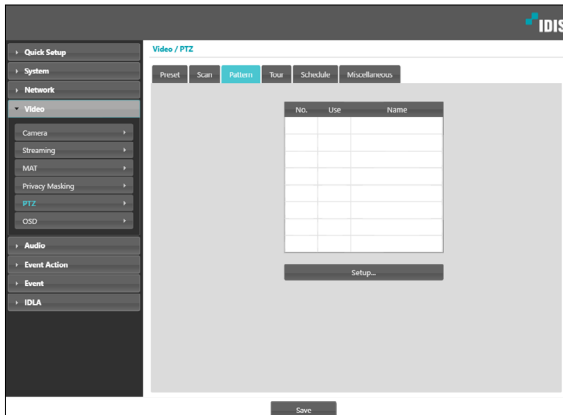 IDIS
Quick Setup
System
Network
Video
Camera
Streaming
MAT
Privacy Masking
PTZ
OSD
Audio
Event Action
Event
IDLA
Video / PTZ
Preset Scan Pattern Tour Schedule Miscellaneous
No. Use Name
Setup...
Save